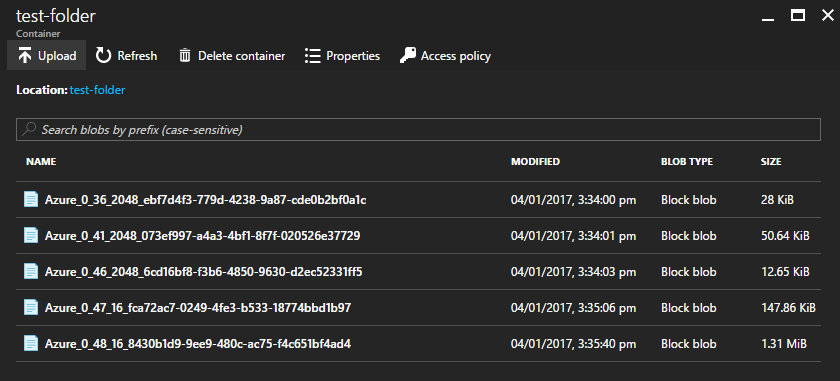 test-folder
Container
Upload Refresh Delete container Properties Access policy
Location: test-folder
Search blobs by prefix (case-sensitive)
NAME MODIFIED BLOB TYPE SIZE
Azure_0_36_2048_ebf7d4f3-779d-4238-9a87-cde0b2bf0a1c 04/01/2017, 3:34:00 pm Block blob 28 KiB
Azure_0_41_2048_073ef997-a4a3-4bf1-8f7f-020526e37729 04/01/2017, 3:34:01 pm Block blob 50.64 KiB
Azure_0_46_2048_6cd16bf8-f3b6-4850-9630-d2ec52331ff5 04/01/2017, 3:34:03 pm Block blob 12.65 KiB
Azure_0_47_16_fca72ac7-0249-4fe3-b533-18774bbd1b97 04/01/2017, 3:35:06 pm Block blob 147.86 KiB
Azure_0_48_16_8430b1d9-9ee9-480c-ac75-f4c651bf4ad4 04/01/2017, 3:35:40 pm Block blob 1.31 MiB